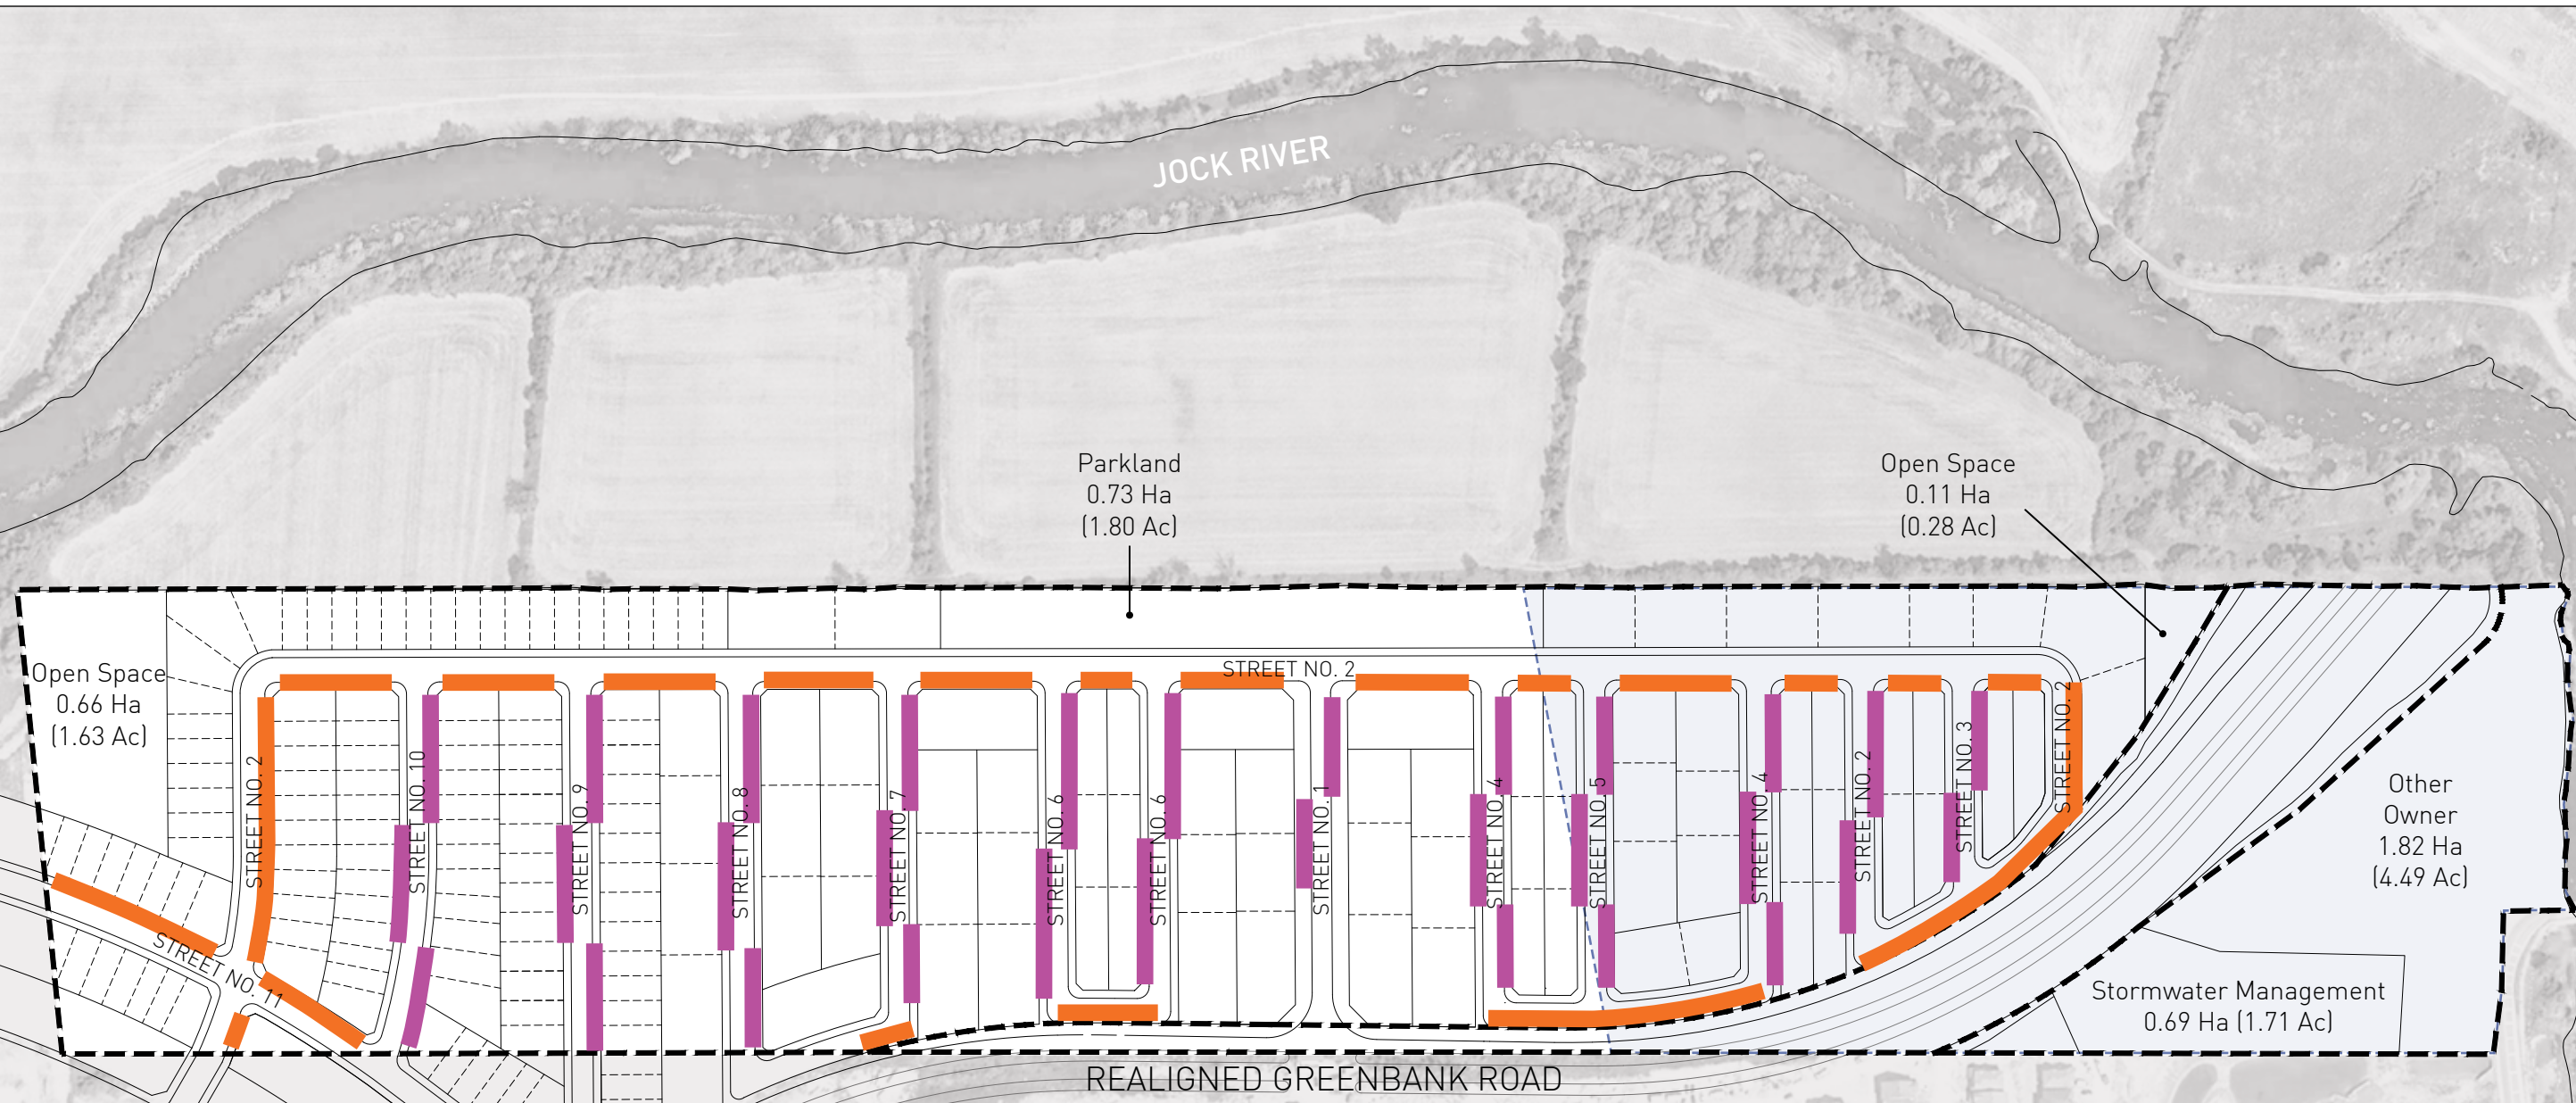 JOCK RIVER
Parkland
0.73 Ha
(1.80 Ac)
Open Space
0.11 Ha
(0.28 Ac)
Open Space
0.66 Ha
(1.63 Ac)
STREET NO. 2
STREET NO. 2
STREET NO. 10
STREET NO. 9
STREET NO. 8
STREET NO. 7
STREET NO. 6
STREET NO. 6
STREET NO. 1
STREET NO. 4
STREET NO. 5
STREET NO. 4
STREET NO. 2
STREET NO. 3
STREET NO. 2
STREET NO. 11
Other
Owner
1.82 Ha
(4.49 Ac)
Stormwater Management
0.69 Ha (1.71 Ac)
REALIGNED GREENBANK ROAD